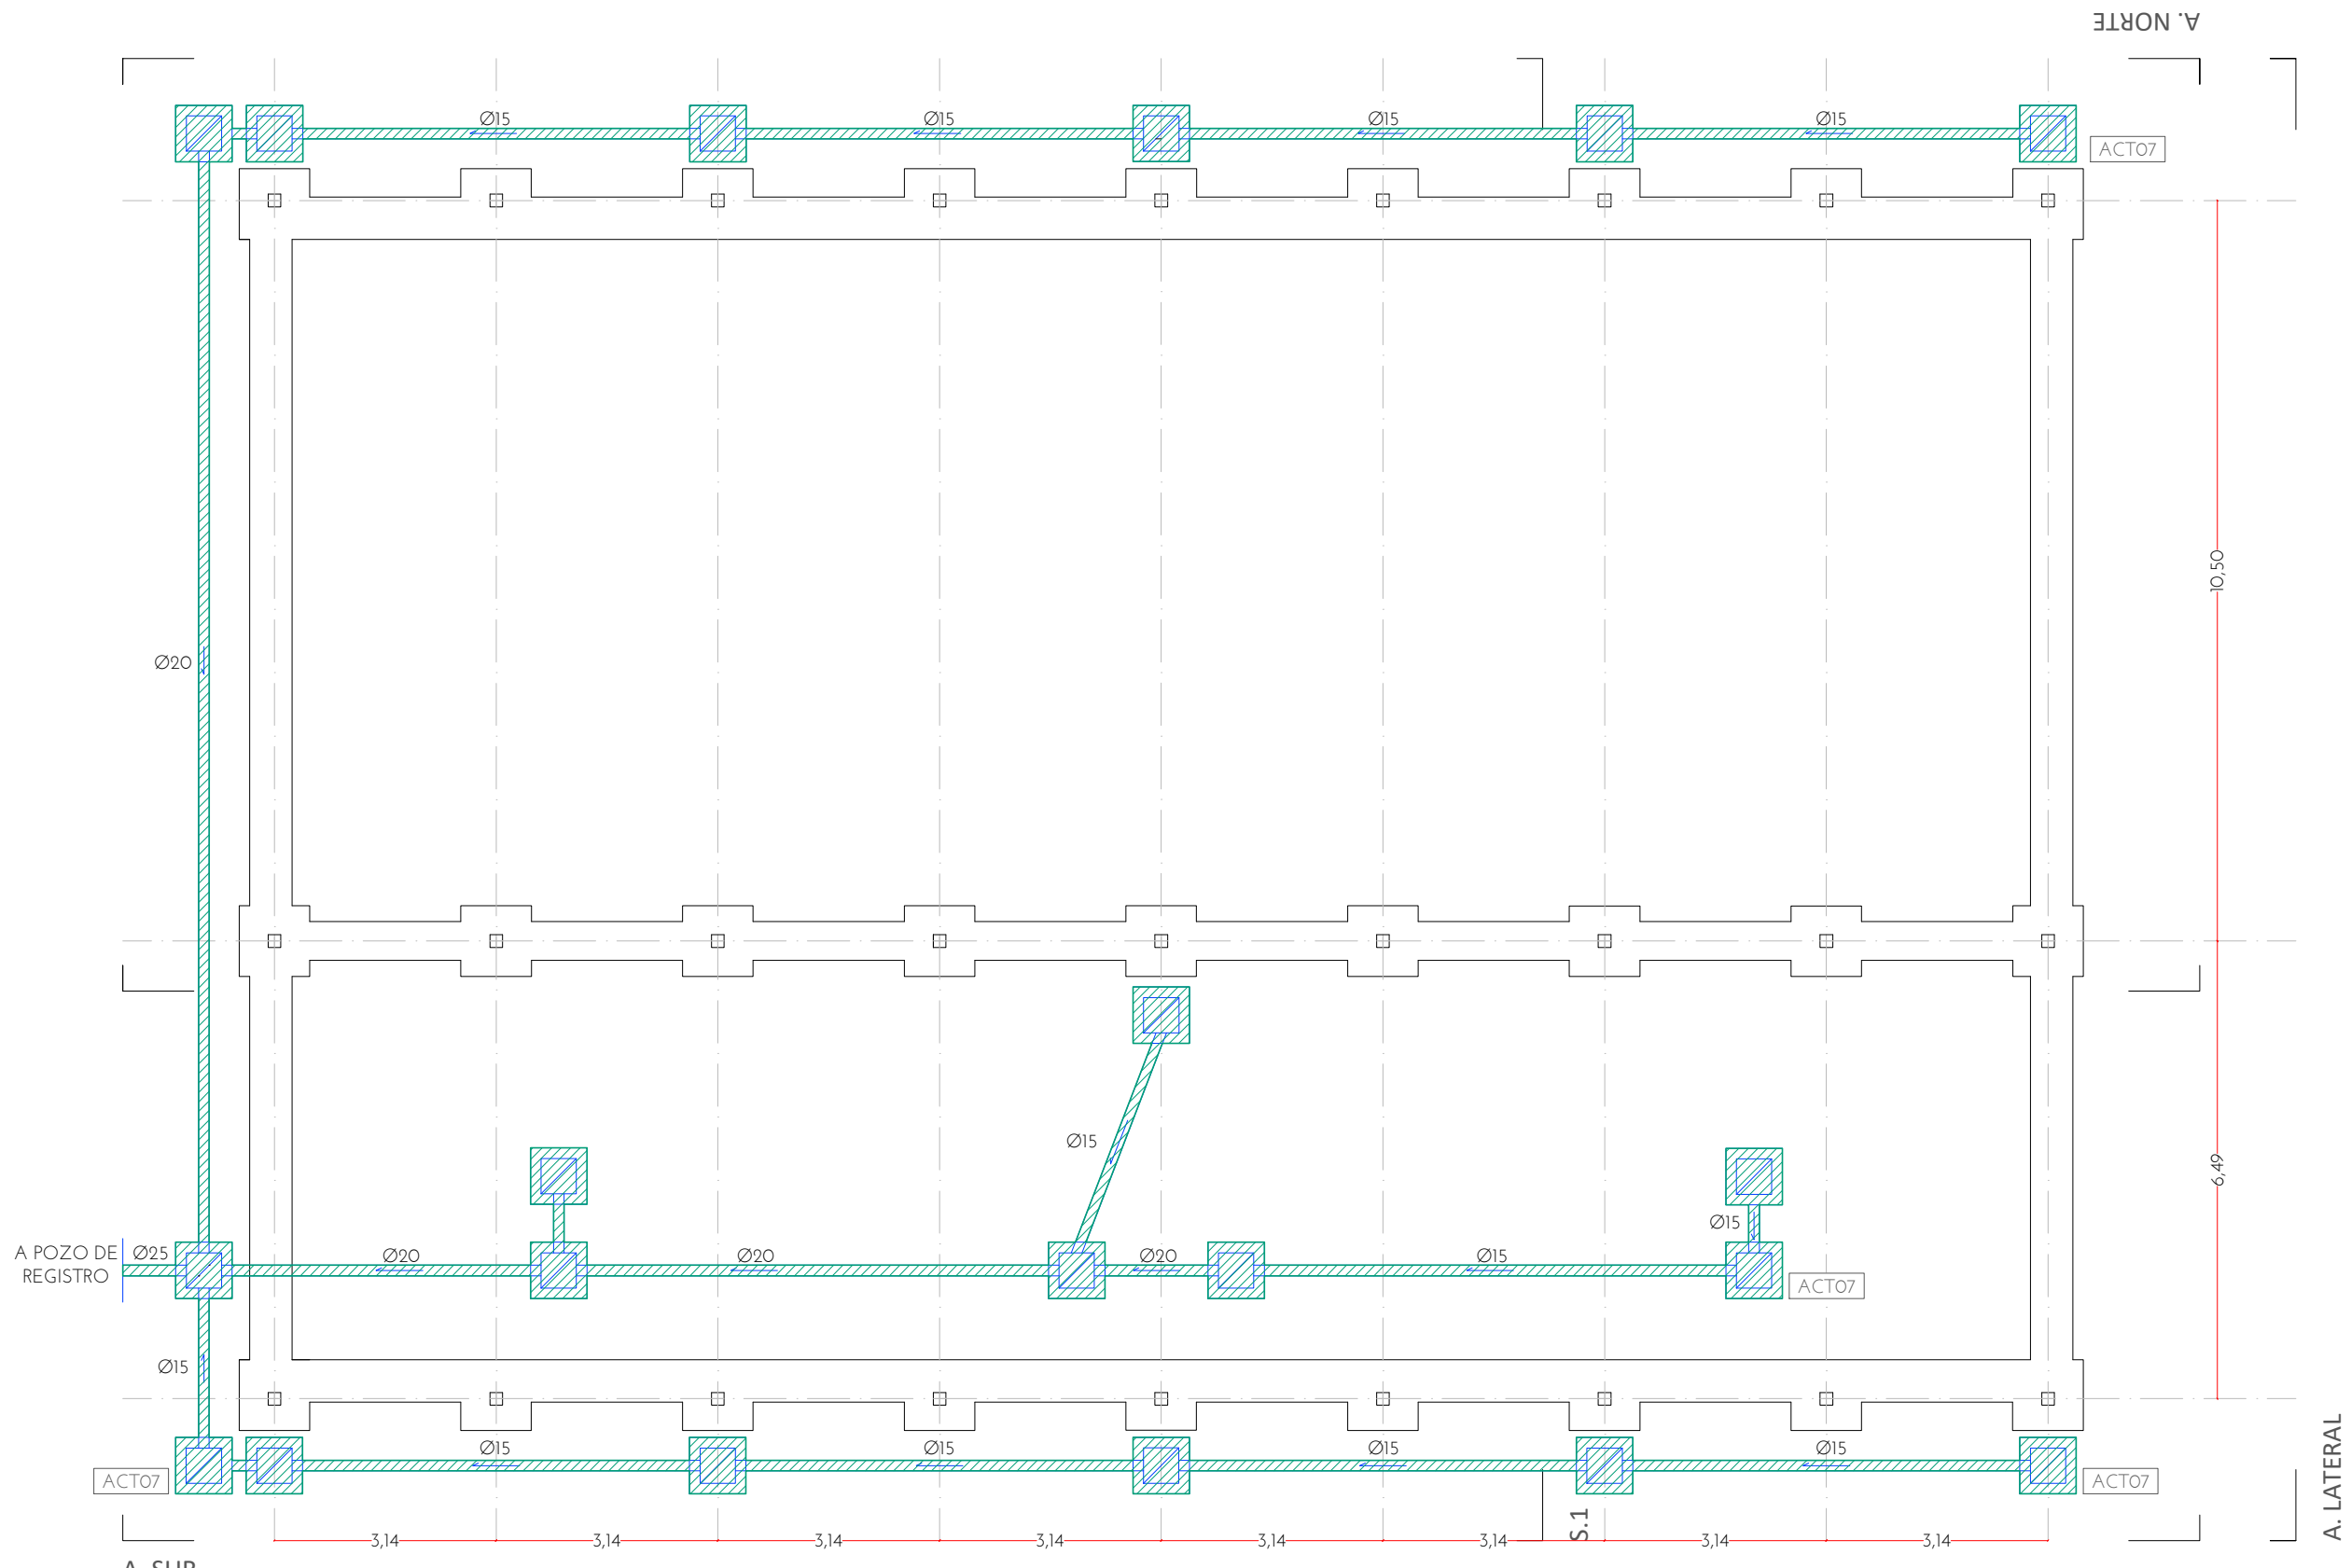 A. NORTE
Ø15
Ø15
Ø15
Ø15
ACT07
10,50
Ø20
Ø15
6,49
Ø15
A POZO DE
REGISTRO
Ø25
Ø20
Ø20
Ø20
Ø15
ACT07
Ø15
Ø15
Ø15
Ø15
Ø15
ACT07
ACT07
S.1
A. LATERAL
3,14
3,14
3,14
3,14
3,14
3,14
3,14
3,14
A. SUR